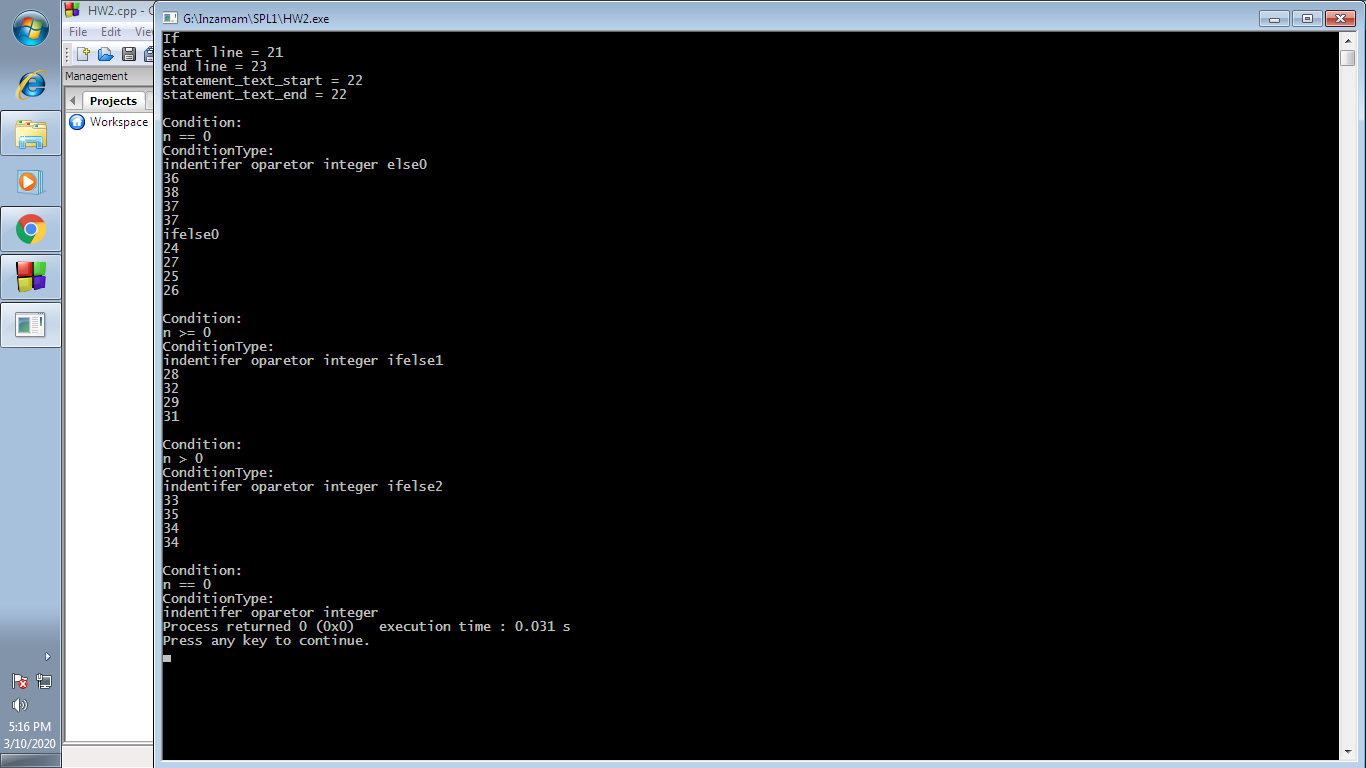 HW2.cpp - C
File Edit Vie
Management
Projects
Workspace
5:16 PM
3/10/2020
G:\Inzamam\SPL1\HW2.exe
If
start line = 21
end line = 23
statement_text_start = 22
statement_text_end = 22
Condition:
n == 0
ConditionType:
indentifer oparetor integer else0
36
38
37
37
ifelse0
24
27
25
26
Condition:
n >= 0
ConditionType:
indentifer oparetor integer ifelse1
28
32
29
31
Condition:
n > 0
ConditionType:
indentifer oparetor integer ifelse2
33
35
34
34
Condition:
n == 0
ConditionType:
indentifer oparetor integer
Process returned 0 (0x0)   execution time : 0.031 s
Press any key to continue.